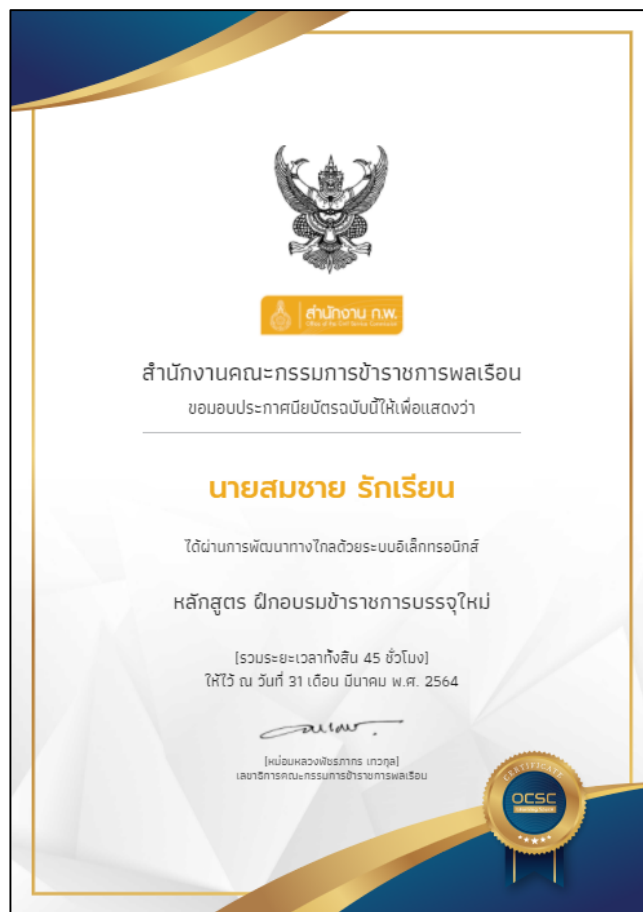 สำนักงาน ก.พ.
Office of the Civil Service Commission
สำนักงานคณะกรรมการข้าราชการพลเรือน
ขอมอบประกาศนียบัตรฉบับนี้ให้เพื่อแสดงว่า
นายสมชาย รักเรียน
ได้ผ่านการพัฒนาทางไกลด้วยระบบอิเล็กทรอนิกส์
หลักสูตร ฝึกอบรมข้าราชการบรรจุใหม่
[รวมระยะเวลาทั้งสิ้น 45 ชั่วโมง]
ให้ไว้ ณ วันที่ 31 เดือน มีนาคม พ.ศ. 2564
[หม่อมหลวงพัชรภากร เทวกุล]
เลขาธิการคณะกรรมการข้าราชการพลเรือน
CERTIFICATE
OCSC
Learning Space